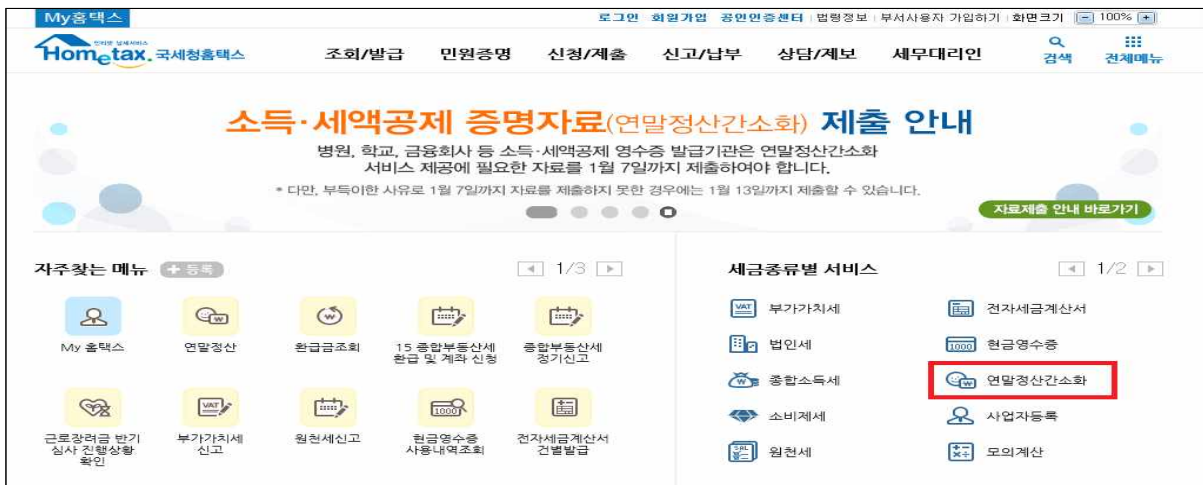 My홈택스
로그인 회원가입 공인인증센터 법령정보 부서사용자 가입하기 화면크기 - 100% +
Hometax. 국세청홈택스
조회/발급 민원증명 신청/제출 신고/납부 상담/제보 세무대리인 검색 전체메뉴
소득·세액공제 증명자료(연말정산간소화) 제출 안내
병원, 학교, 금융회사 등 소득·세액공제 영수증 발급기관은 연말정산간소화
서비스 제공에 필요한 자료를 1월 7일까지 제출하여야 합니다.
* 다만, 부득이한 사유로 1월 7일까지 자료를 제출하지 못한 경우에는 1월 13일까지 제출할 수 있습니다.
자료제출 안내 바로가기
자주찾는 메뉴 + 등록 1/3
My 홈택스 연말정산 환급금조회 15 종합부동산세 종합부동산세
환급 및 계좌 신청 정기신고
근로장려금 반기 부가가치세 원천세신고 현금영수증 전자세금계산서
심사 진행상황 신고 사용내역조회 건별발급
확인
세금종류별 서비스 1/2
VAT 부가가치세 전자세금계산서
법인세 1000 현금영수증
종합소득세 연말정산간소화
소비제세 사업자등록
원천세 모의계산